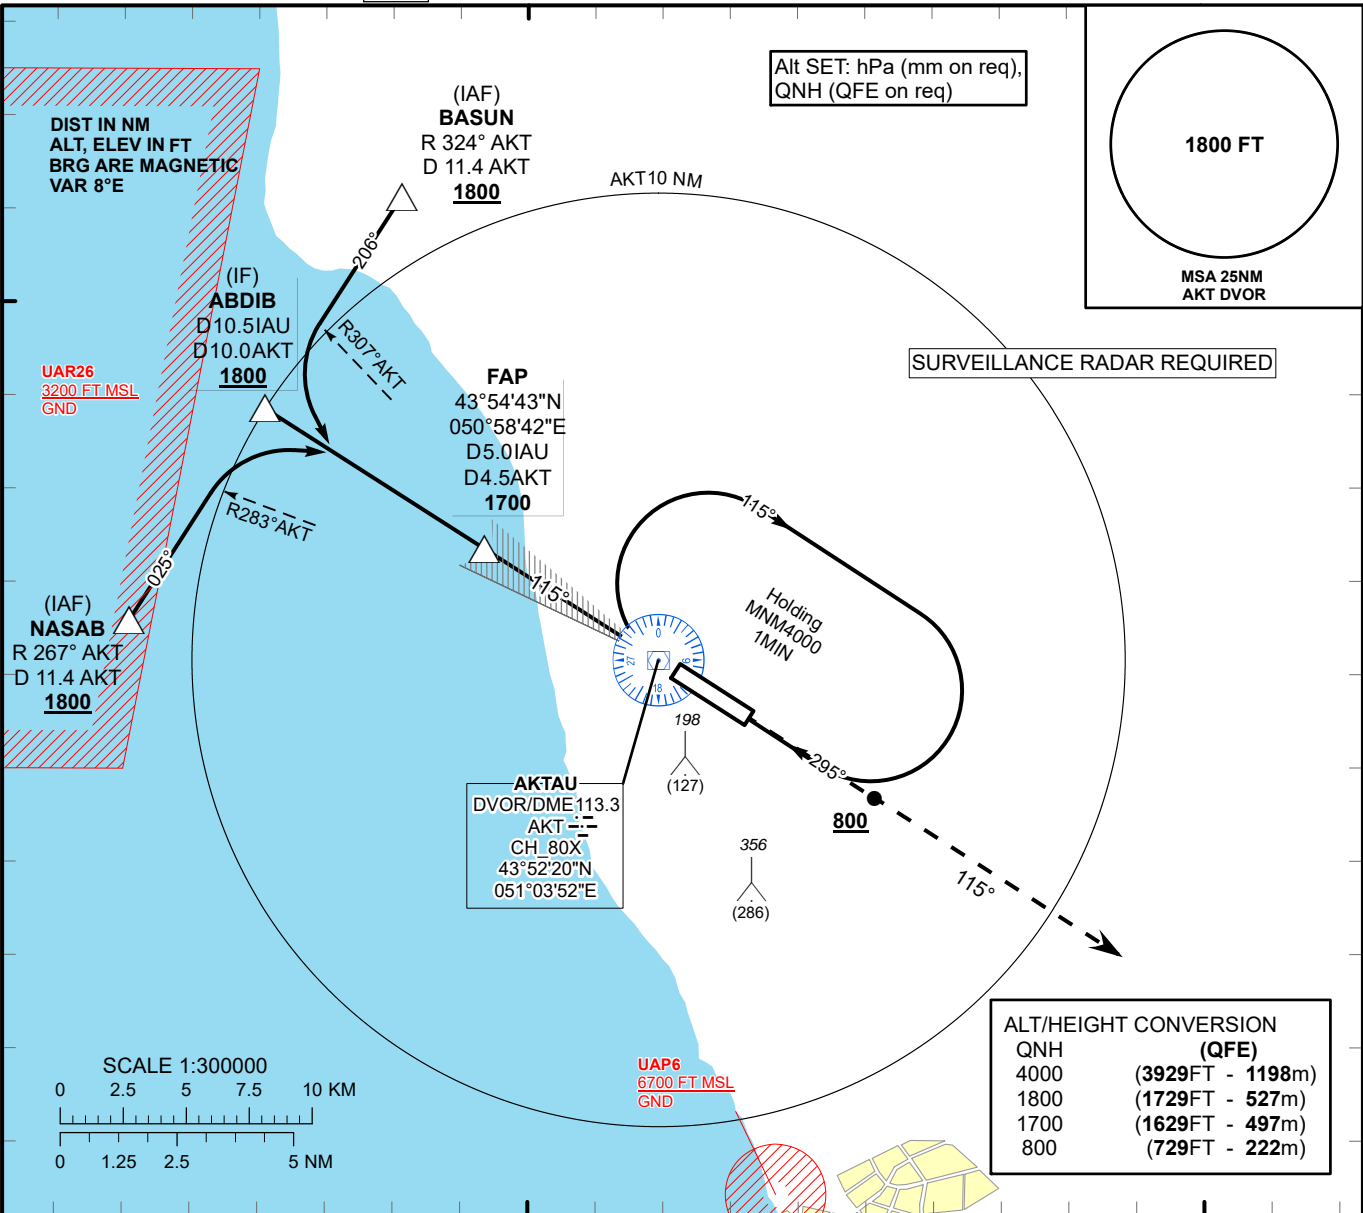 Alt SET: hPa (mm on req),
QNH (QFE on req)
1800 FT
MSA 25NM
AKT DVOR
DIST IN NM
ALT, ELEV IN FT
BRG ARE MAGNETIC
VAR 8°E
(IAF)
BASUN
R 324° AKT
D 11.4 AKT
1800
AKT10 NM
206°
(IF)
ABDIB
D10.5IAU
D10.0AKT
1800
R307°AKT
SURVEILLANCE RADAR REQUIRED
UAR26
3200 FT MSL
GND
FAP
43°54'43"N
050°58'42"E
D5.0IAU
D4.5AKT
1700
R283°AKT
115°
025°
115°
Holding
MNM4000
1MIN
(IAF)
NASAB
R 267° AKT
D 11.4 AKT
1800
0
27
9
18
198
(127)
295°
800
AKTAU
DVOR/DME113.3
AKT
CH 80X
43°52'20"N
051°03'52"E
356
(286)
115°
ALT/HEIGHT CONVERSION
QNH (QFE)
4000 (3929FT - 1198m)
1800 (1729FT - 527m)
1700 (1629FT - 497m)
800 (729FT - 222m)
SCALE 1:300000
0 2.5 5 7.5 10 KM
0 1.25 2.5 5 NM
UAP6
6700 FT MSL
GND